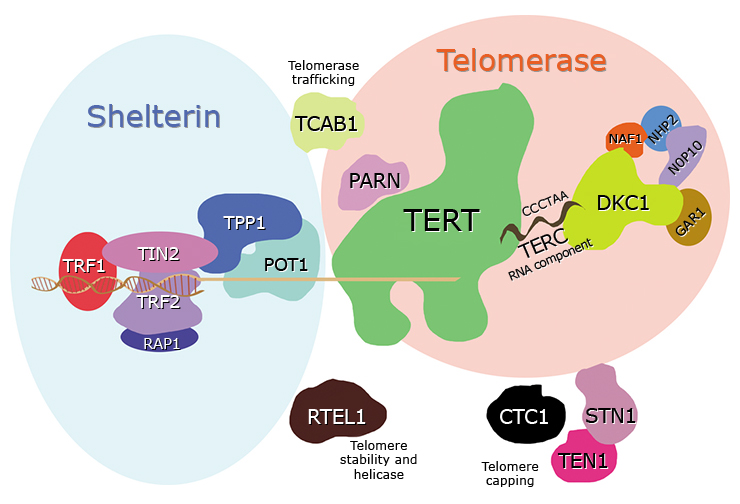 Telomerase
trafficking
TCAB1
Telomerase
Shelterin
NAF1
NHP2
NOP10
PARN
CCCTAA
DKC1
TERT
TPP1
GAR1
TERC
RNA component
TIN2
TRF1
POT1
TRF2
RAP1
RTEL1
CTC1
STN1
Telomere
stability and
helicase
TEN1
Telomere
capping